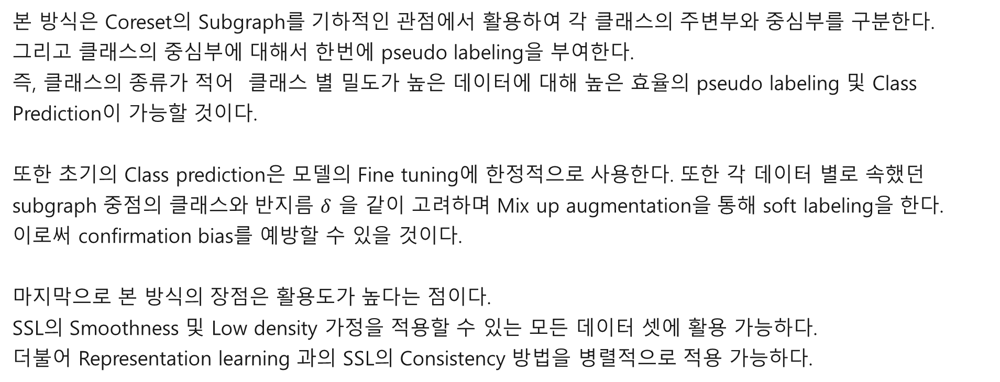 본 방식은 Coreset의 Subgraph를 기하적인 관점에서 활용하여 각 클래스의 주변부와 중심부를 구분한다.
그리고 클래스의 중심부에 대해서 한번에 pseudo labeling을 부여한다.
즉, 클래스의 종류가 적어  클래스 별 밀도가 높은 데이터에 대해 높은 효율의 pseudo labeling 및 Class
Prediction이 가능할 것이다.
또한 초기의 Class prediction은 모델의 Fine tuning에 한정적으로 사용한다. 또한 각 데이터 별로 속했던
subgraph 중점의 클래스와 반지름 δ 을 같이 고려하며 Mix up augmentation을 통해 soft labeling을 한다.
이로써 confirmation bias를 예방할 수 있을 것이다.
마지막으로 본 방식의 장점은 활용도가 높다는 점이다.
SSL의 Smoothness 및 Low density 가정을 적용할 수 있는 모든 데이터 셋에 활용 가능하다.
더불어 Representation learning 과의 SSL의 Consistency 방법을 병렬적으로 적용 가능하다.